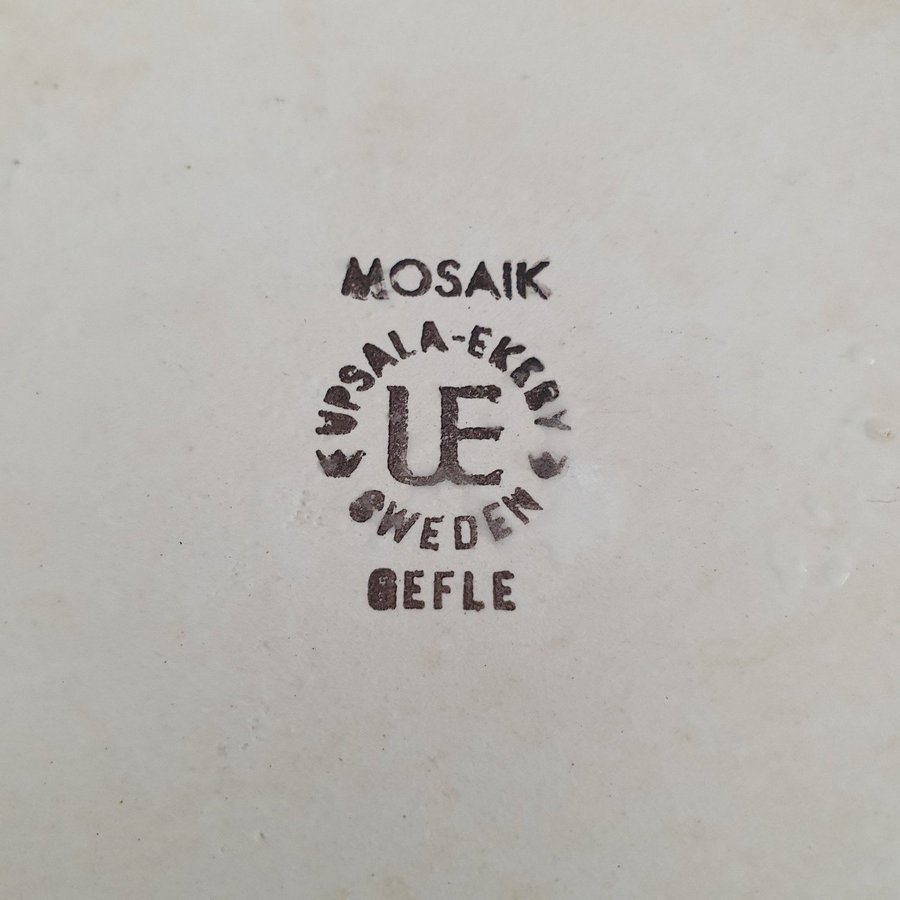 MOSAIK
UPSALA-EKEBY
UE
SWEDEN
GEFLE